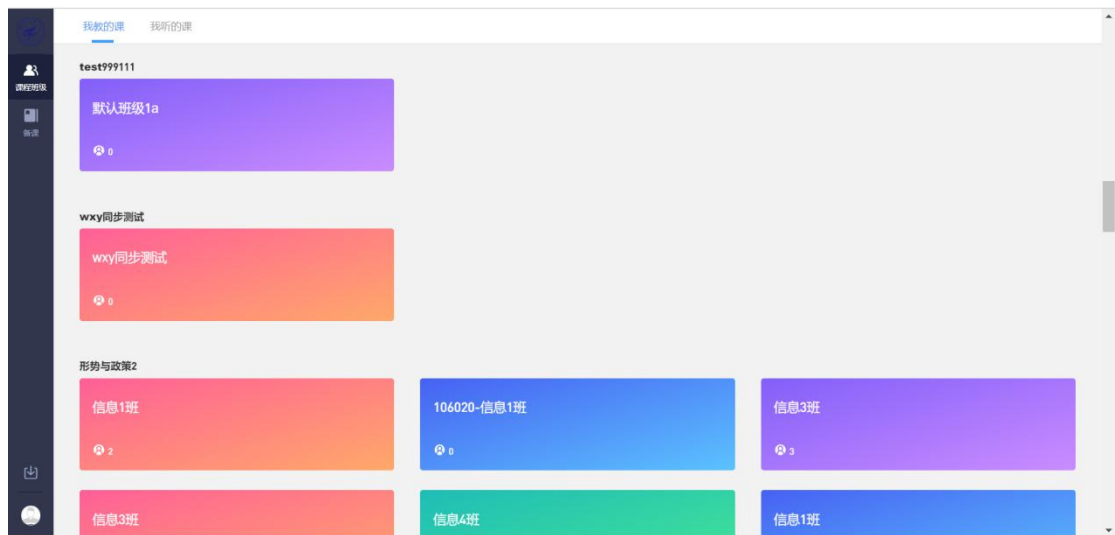 我教的课 我听的课
课程班级
备课
test999111
默认班级1a
0
wxy同步测试
wxy同步测试
0
形势与政策2
信息1班 106020-信息1班 信息3班
2 0 3
信息3班 信息4班 信息1班